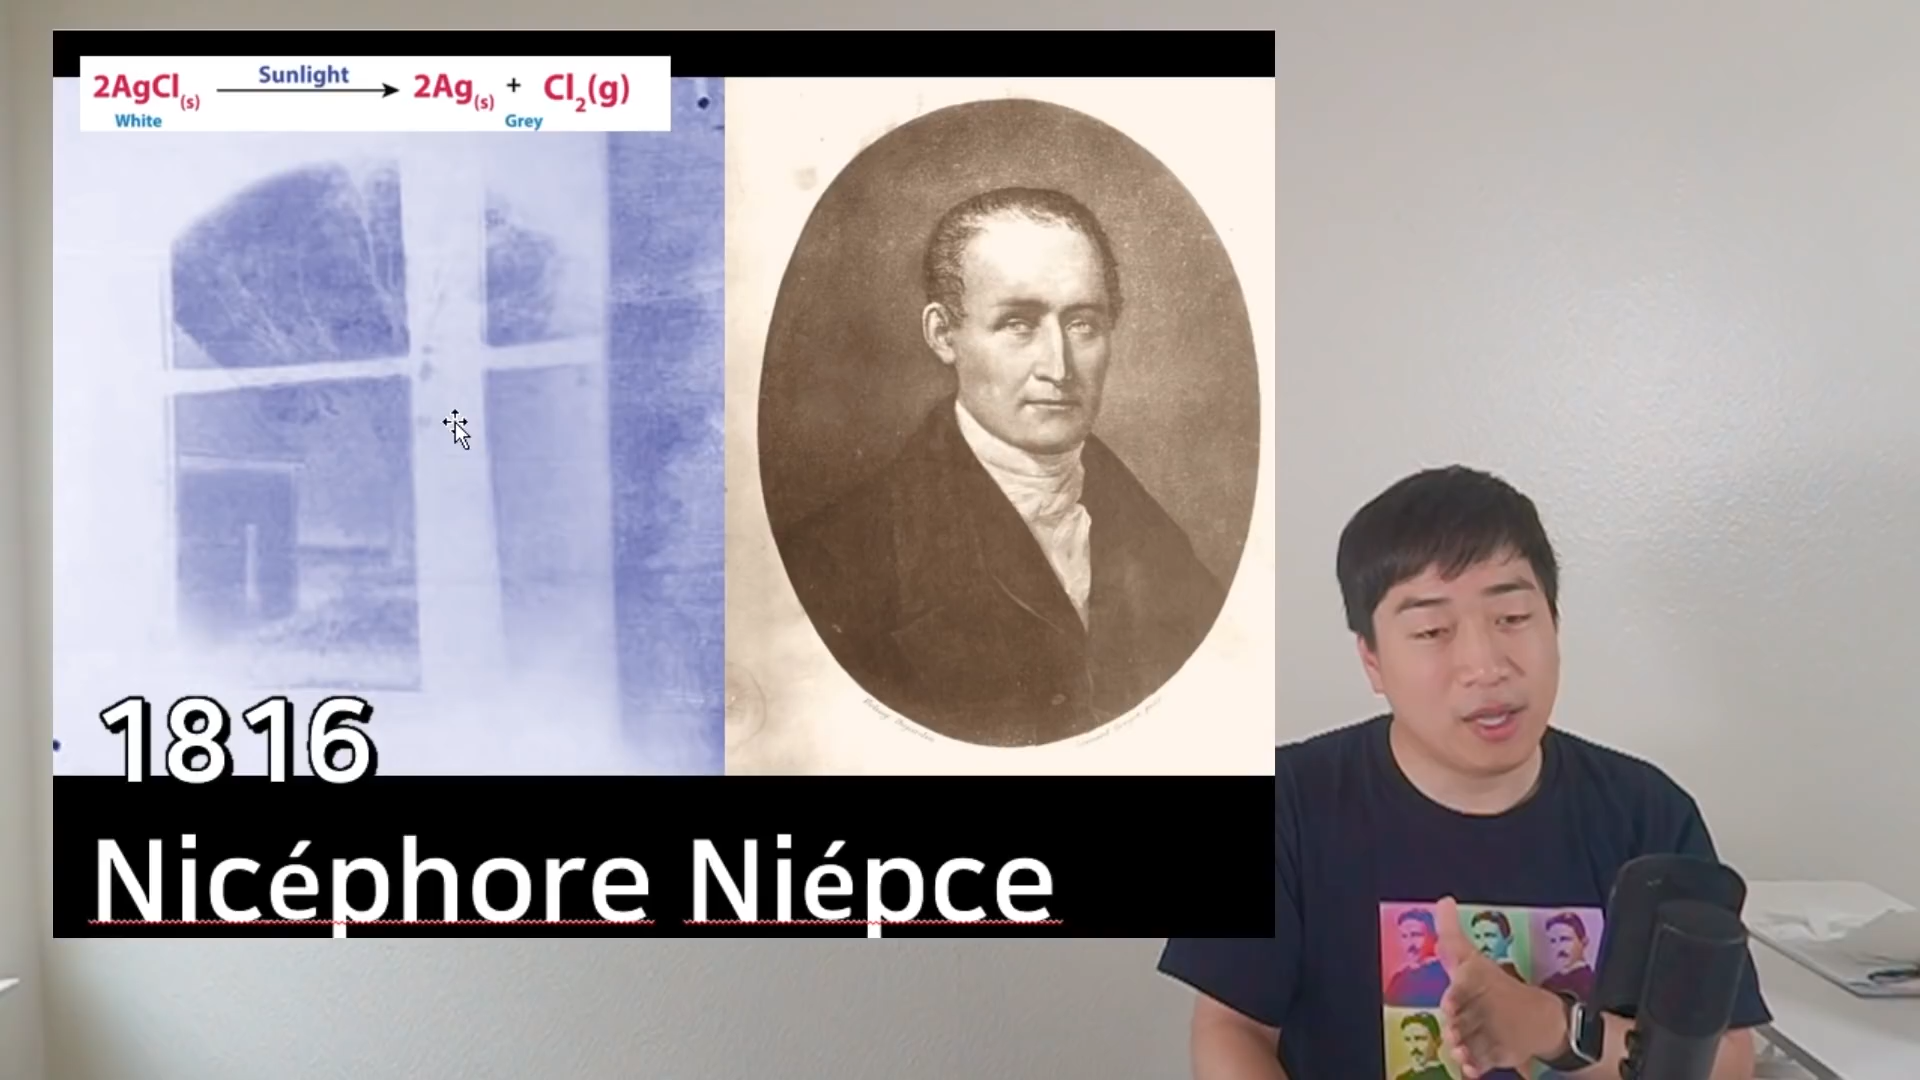 2AgCl(s) Sunlight 2Ag(s) + Cl2(g)
White Grey
1816
Nicéphore Niépce